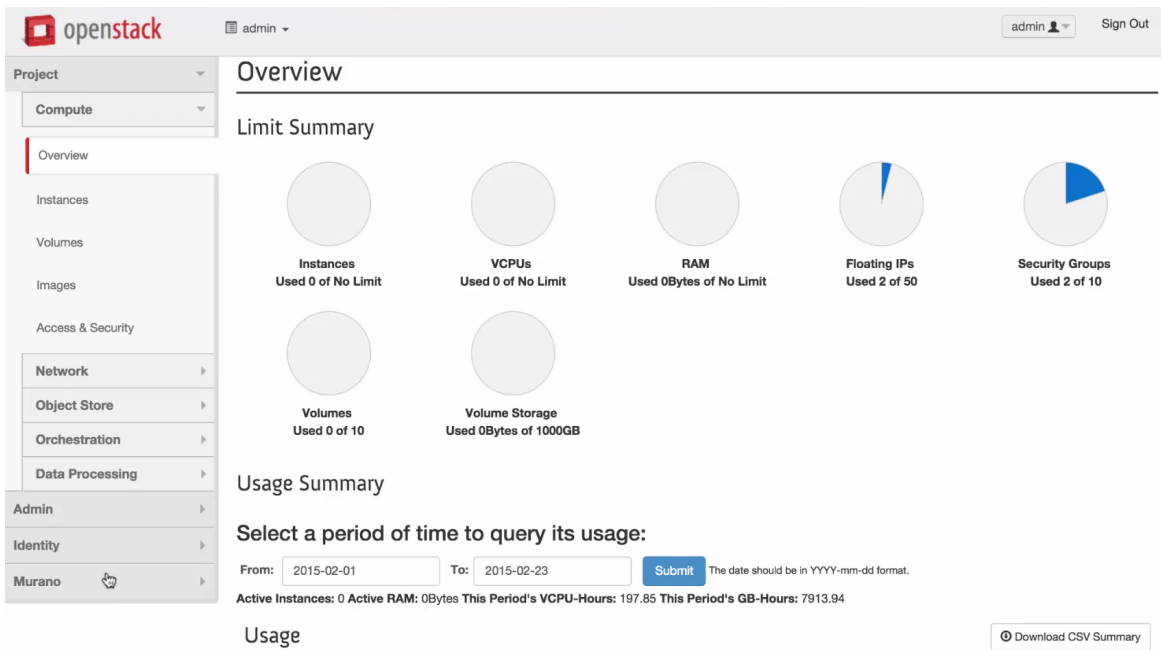 openstack
admin
admin
Sign Out
Project
Compute
Overview
Instances
Volumes
Images
Access & Security
Network
Object Store
Orchestration
Data Processing
Admin
Identity
Murano
Overview
Limit Summary
Instances
Used 0 of No Limit
VCPUs
Used 0 of No Limit
RAM
Used 0Bytes of No Limit
Floating IPs
Used 2 of 50
Security Groups
Used 2 of 10
Volumes
Used 0 of 10
Volume Storage
Used 0Bytes of 1000GB
Usage Summary
Select a period of time to query its usage:
From: 2015-02-01 To: 2015-02-23 Submit The date should be in YYYY-mm-dd format.
Active Instances: 0 Active RAM: 0Bytes This Period's VCPU-Hours: 197.85 This Period's GB-Hours: 7913.94
Usage
Download CSV Summary